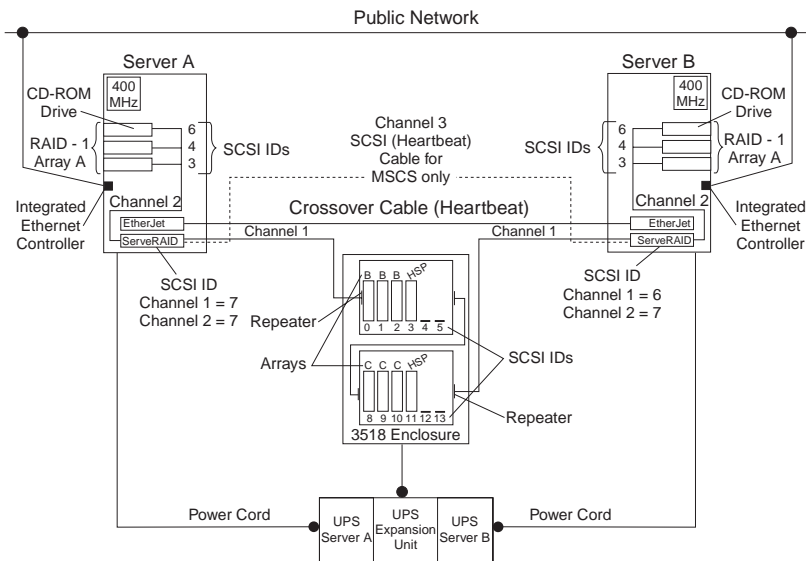 Public Network
Server A
Server B
400
MHz
400
MHz
CD-ROM
Drive
CD-ROM
Drive
RAID - 1
Array A
RAID - 1
Array A
6
4
3
SCSI IDs
Channel 3
SCSI (Heartbeat)
Cable for
MSCS only
SCSI IDs
6
4
3
Channel 2
Channel 2
Integrated
Ethernet
Controller
Integrated
Ethernet
Controller
Crossover Cable (Heartbeat)
EtherJet
EtherJet
ServeRAID
ServeRAID
Channel 1
Channel 1
SCSI ID
Channel 1 = 7
Channel 2 = 7
SCSI ID
Channel 1 = 6
Channel 2 = 7
B B B HSP
0 1 2 3 4 5
Repeater
Arrays
SCSI IDs
C C C HSP
8 9 10 11 12 13
Repeater
3518 Enclosure
Power Cord
Power Cord
UPS
Server A
UPS
Expansion
Unit
UPS
Server B